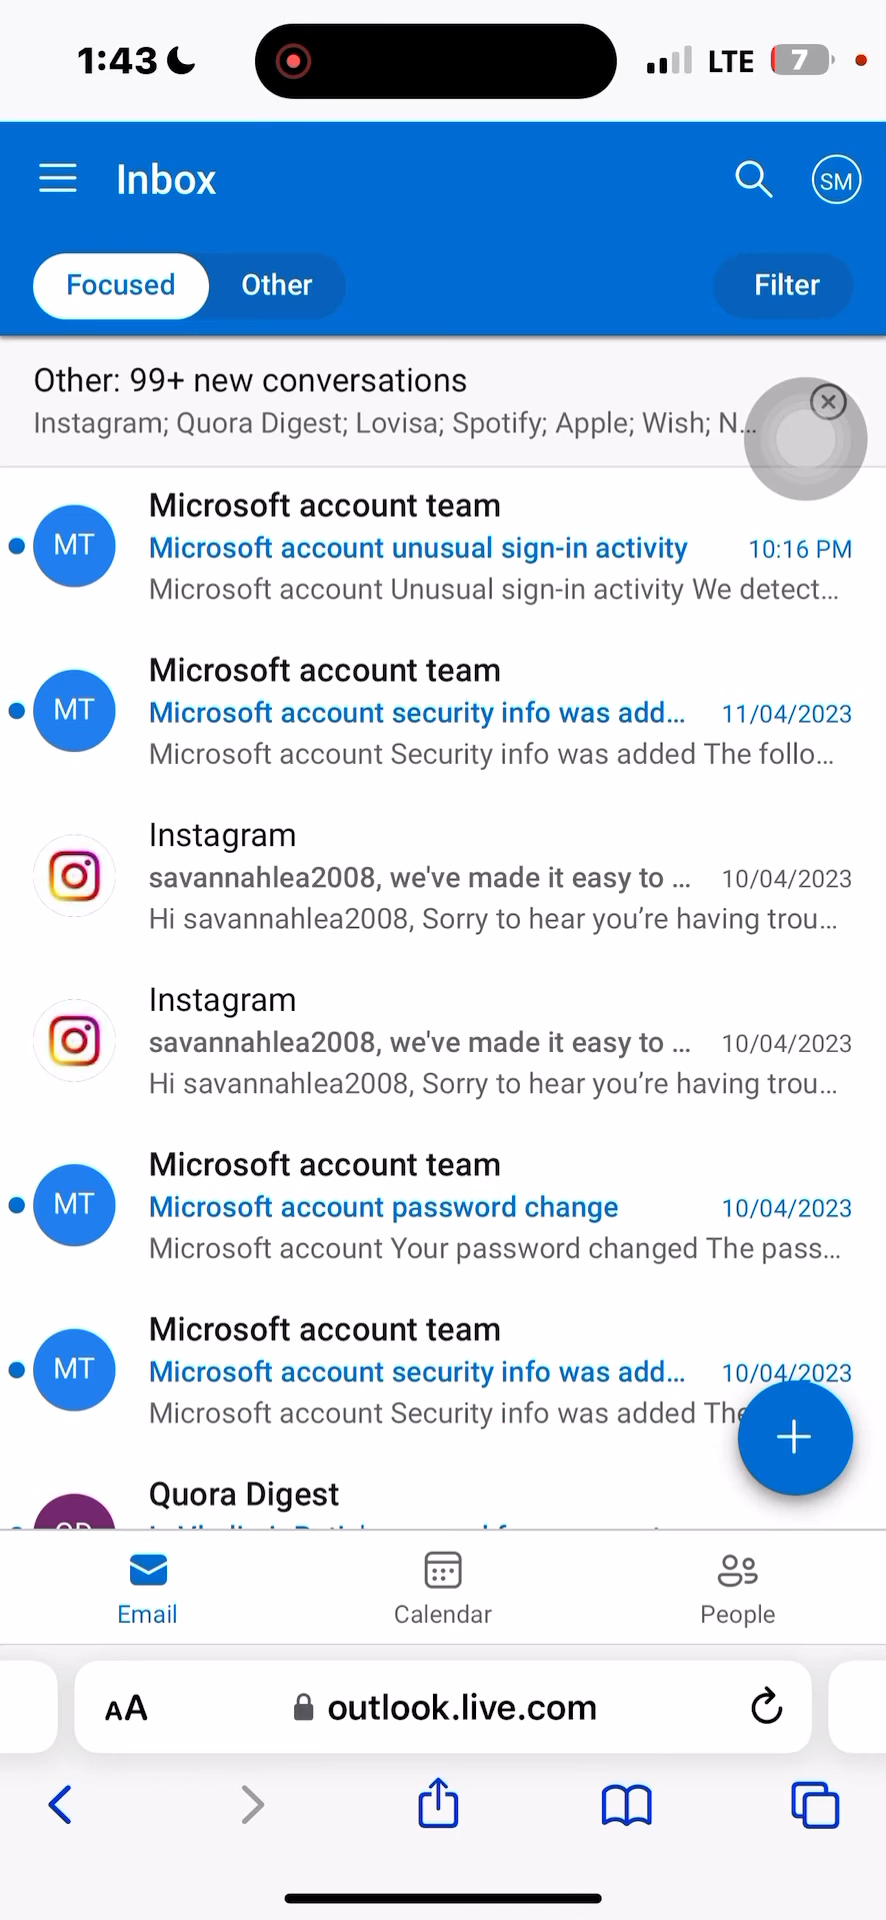 1:43
LTE 7
Inbox
SM
Focused Other Filter
Other: 99+ new conversations
Instagram; Quora Digest; Lovisa; Spotify; Apple; Wish; N...
Microsoft account team
MT
Microsoft account unusual sign-in activity 10:16 PM
Microsoft account Unusual sign-in activity We detect...
Microsoft account team
MT
Microsoft account security info was add... 11/04/2023
Microsoft account Security info was added The follo...
Instagram
savannahlea2008, we've made it easy to ... 10/04/2023
Hi savannahlea2008, Sorry to hear you’re having trou...
Instagram
savannahlea2008, we've made it easy to ... 10/04/2023
Hi savannahlea2008, Sorry to hear you’re having trou...
Microsoft account team
MT
Microsoft account password change 10/04/2023
Microsoft account Your password changed The pass...
Microsoft account team
MT
Microsoft account security info was add... 10/04/2023
Microsoft account Security info was added The
Quora Digest
Email Calendar People
AA outlook.live.com